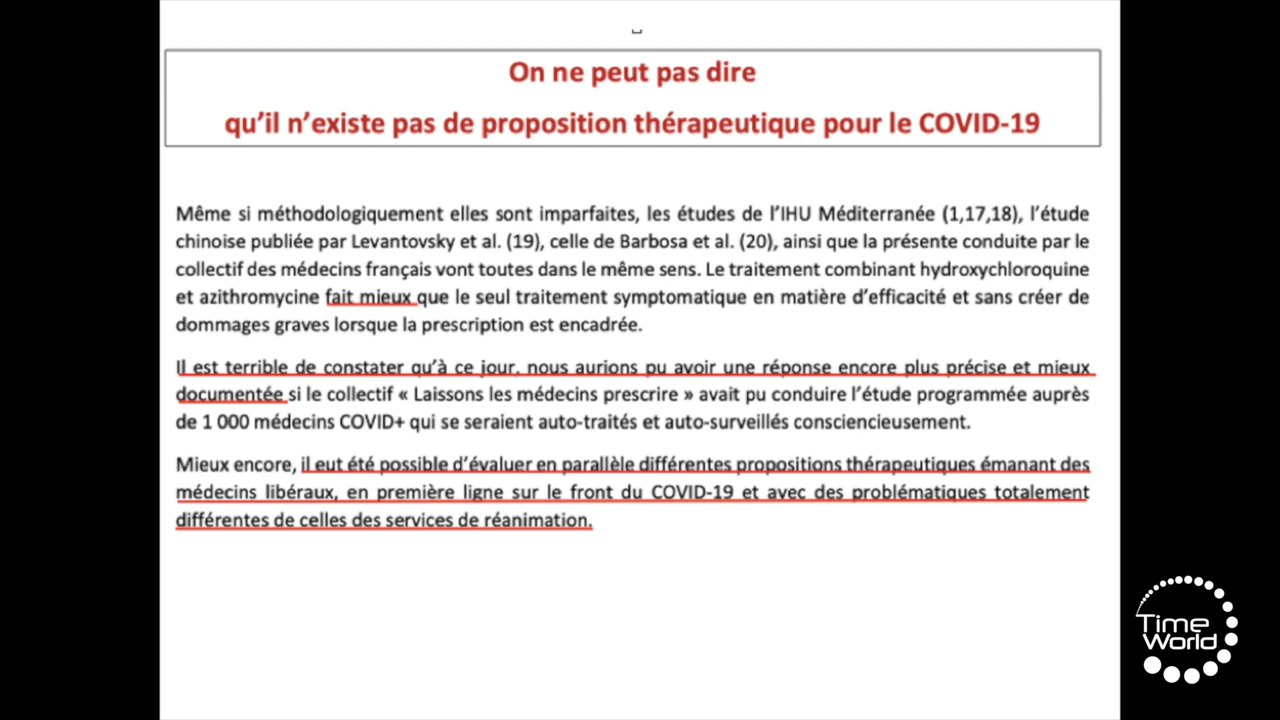 On ne peut pas dire
qu’il n’existe pas de proposition thérapeutique pour le COVID-19
Même si méthodologiquement elles sont imparfaites, les études de l’IHU Méditerranée (1,17,18), l’étude
chinoise publiée par Levantovsky et al. (19), celle de Barbosa et al. (20), ainsi que la présente conduite par le
collectif des médecins français vont toutes dans le même sens. Le traitement combinant hydroxychloroquine
et azithromycine fait mieux que le seul traitement symptomatique en matière d’efficacité et sans créer de
dommages graves lorsque la prescription est encadrée.
Il est terrible de constater qu’à ce jour, nous aurions pu avoir une réponse encore plus précise et mieux
documentée si le collectif « Laissons les médecins prescrire » avait pu conduire l’étude programmée auprès
de 1 000 médecins COVID+ qui se seraient auto-traités et auto-surveillés consciencieusement.
Mieux encore, il eut été possible d’évaluer en parallèle différentes propositions thérapeutiques émanant des
médecins libéraux, en première ligne sur le front du COVID-19 et avec des problématiques totalement
différentes de celles des services de réanimation.
Time
World